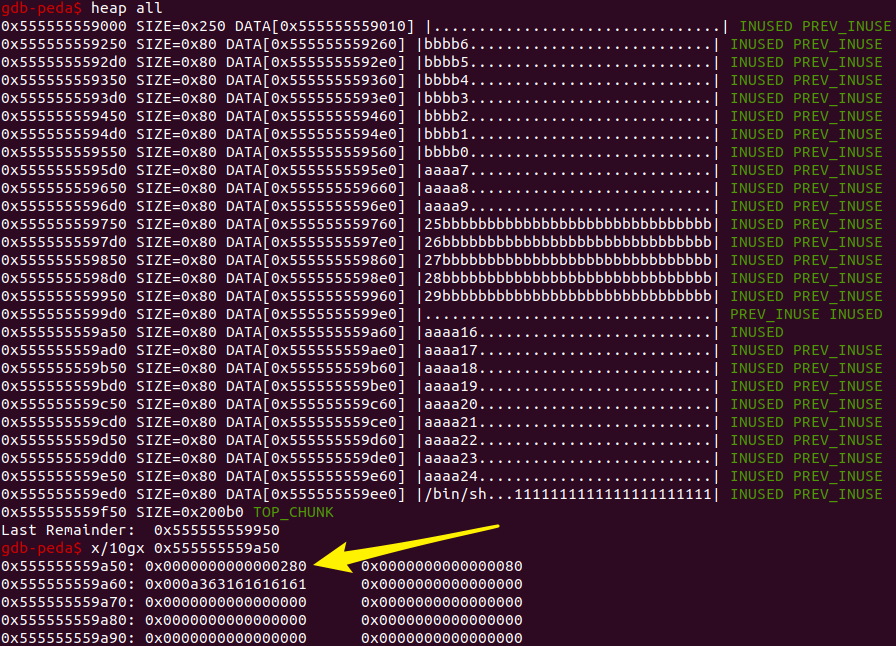 gdb-peda$ heap all
0x555555559000 SIZE=0x250 DATA[0x555555559010] |................................| INUSED PREV_INUSE
0x555555559250 SIZE=0x80 DATA[0x555555559260] |bbbb6...........................| INUSED PREV_INUSE
0x5555555592d0 SIZE=0x80 DATA[0x5555555592e0] |bbbb5...........................| INUSED PREV_INUSE
0x555555559350 SIZE=0x80 DATA[0x555555559360] |bbbb4...........................| INUSED PREV_INUSE
0x5555555593d0 SIZE=0x80 DATA[0x5555555593e0] |bbbb3...........................| INUSED PREV_INUSE
0x555555559450 SIZE=0x80 DATA[0x555555559460] |bbbb2...........................| INUSED PREV_INUSE
0x5555555594d0 SIZE=0x80 DATA[0x5555555594e0] |bbbb1...........................| INUSED PREV_INUSE
0x555555559550 SIZE=0x80 DATA[0x555555559560] |bbbb0...........................| INUSED PREV_INUSE
0x5555555595d0 SIZE=0x80 DATA[0x5555555595e0] |aaaa7...........................| INUSED PREV_INUSE
0x555555559650 SIZE=0x80 DATA[0x555555559660] |aaaa8...........................| INUSED PREV_INUSE
0x5555555596d0 SIZE=0x80 DATA[0x5555555596e0] |aaaa9...........................| INUSED PREV_INUSE
0x555555559750 SIZE=0x80 DATA[0x555555559760] |25bbbbbbbbbbbbbbbbbbbbbbbbbbbbbb| INUSED PREV_INUSE
0x5555555597d0 SIZE=0x80 DATA[0x5555555597e0] |26bbbbbbbbbbbbbbbbbbbbbbbbbbbbbb| INUSED PREV_INUSE
0x555555559850 SIZE=0x80 DATA[0x555555559860] |27bbbbbbbbbbbbbbbbbbbbbbbbbbbbbb| INUSED PREV_INUSE
0x5555555598d0 SIZE=0x80 DATA[0x5555555598e0] |28bbbbbbbbbbbbbbbbbbbbbbbbbbbbbb| INUSED PREV_INUSE
0x555555559950 SIZE=0x80 DATA[0x555555559960] |29bbbbbbbbbbbbbbbbbbbbbbbbbbbbbb| INUSED PREV_INUSE
0x5555555599d0 SIZE=0x80 DATA[0x5555555599e0] |................................| PREV_INUSE INUSED
0x555555559a50 SIZE=0x80 DATA[0x555555559a60] |aaaa16..........................| INUSED
0x555555559ad0 SIZE=0x80 DATA[0x555555559ae0] |aaaa17..........................| INUSED PREV_INUSE
0x555555559b50 SIZE=0x80 DATA[0x555555559b60] |aaaa18..........................| INUSED PREV_INUSE
0x555555559bd0 SIZE=0x80 DATA[0x555555559be0] |aaaa19..........................| INUSED PREV_INUSE
0x555555559c50 SIZE=0x80 DATA[0x555555559c60] |aaaa20..........................| INUSED PREV_INUSE
0x555555559cd0 SIZE=0x80 DATA[0x555555559ce0] |aaaa21..........................| INUSED PREV_INUSE
0x555555559d50 SIZE=0x80 DATA[0x555555559d60] |aaaa22..........................| INUSED PREV_INUSE
0x555555559dd0 SIZE=0x80 DATA[0x555555559de0] |aaaa23..........................| INUSED PREV_INUSE
0x555555559e50 SIZE=0x80 DATA[0x555555559e60] |aaaa24..........................| INUSED PREV_INUSE
0x555555559ed0 SIZE=0x80 DATA[0x555555559ee0] |/bin/sh...1111111111111111111111| INUSED PREV_INUSE
0x555555559f50 SIZE=0x200b0 TOP_CHUNK
Last Remainder:  0x555555559950
gdb-peda$ x/10gx 0x555555559a50
0x555555559a50: 0x0000000000000280      0x0000000000000080
0x555555559a60: 0x000a363161616161      0x0000000000000000
0x555555559a70: 0x0000000000000000      0x0000000000000000
0x555555559a80: 0x0000000000000000      0x0000000000000000
0x555555559a90: 0x0000000000000000      0x0000000000000000